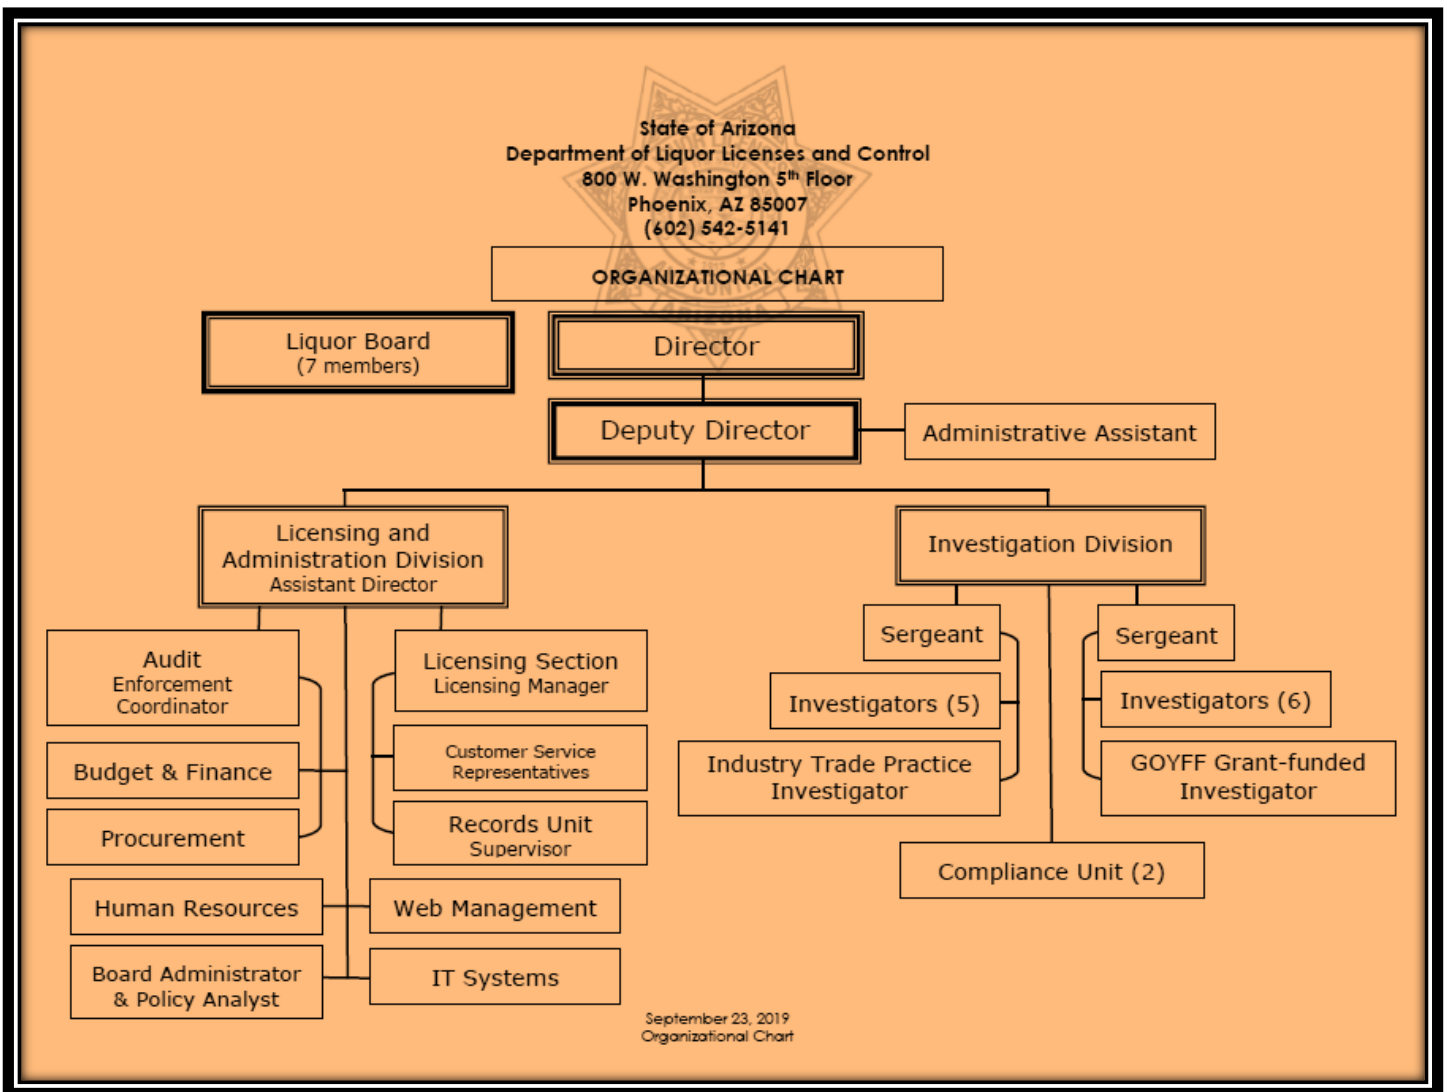 State of Arizona
Department of Liquor Licenses and Control
800 W. Washington 5th Floor
Phoenix, AZ 85007
(602) 542-5141
ORGANIZATIONAL CHART
Liquor Board
(7 members)
Director
Deputy Director
Administrative Assistant
Licensing and
Administration Division
Assistant Director
Investigation Division
Audit
Enforcement
Coordinator
Licensing Section
Licensing Manager
Budget & Finance
Customer Service
Representatives
Procurement
Records Unit
Supervisor
Human Resources
Web Management
Board Administrator
& Policy Analyst
IT Systems
Sergeant
Sergeant
Investigators (5)
Investigators (6)
Industry Trade Practice
Investigator
GOYFF Grant-funded
Investigator
Compliance Unit (2)
September 23, 2019
Organizational Chart
AND CONTROL
ARIZONA